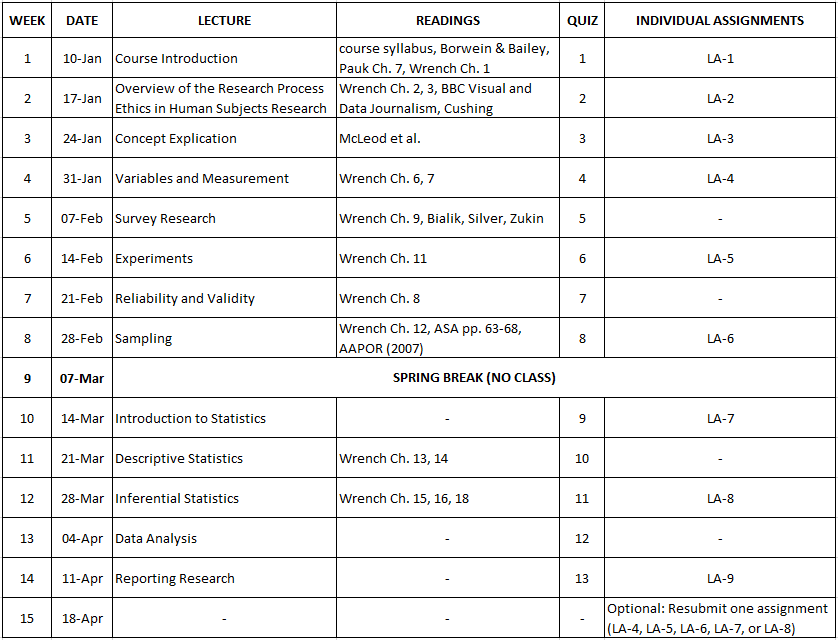 WEEK DATE LECTURE READINGS QUIZ INDIVIDUAL ASSIGNMENTS
1 10-Jan Course Introduction course syllabus, Borwein & Bailey, Pauk Ch. 7, Wrench Ch. 1 1 LA-1
2 17-Jan Overview of the Research Process Ethics in Human Subjects Research Wrench Ch. 2, 3, BBC Visual and Data Journalism, Cushing 2 LA-2
3 24-Jan Concept Explication McLeod et al. 3 LA-3
4 31-Jan Variables and Measurement Wrench Ch. 6, 7 4 LA-4
5 07-Feb Survey Research Wrench Ch. 9, Bialik, Silver, Zukin 5 -
6 14-Feb Experiments Wrench Ch. 11 6 LA-5
7 21-Feb Reliability and Validity Wrench Ch. 8 7 -
8 28-Feb Sampling Wrench Ch. 12, ASA pp. 63-68, AAPOR (2007) 8 LA-6
9 07-Mar SPRING BREAK (NO CLASS)
10 14-Mar Introduction to Statistics - 9 LA-7
11 21-Mar Descriptive Statistics Wrench Ch. 13, 14 10 -
12 28-Mar Inferential Statistics Wrench Ch. 15, 16, 18 11 LA-8
13 04-Apr Data Analysis - 12 -
14 11-Apr Reporting Research - 13 LA-9
15 18-Apr - - - Optional: Resubmit one assignment (LA-4, LA-5, LA-6, LA-7, or LA-8)